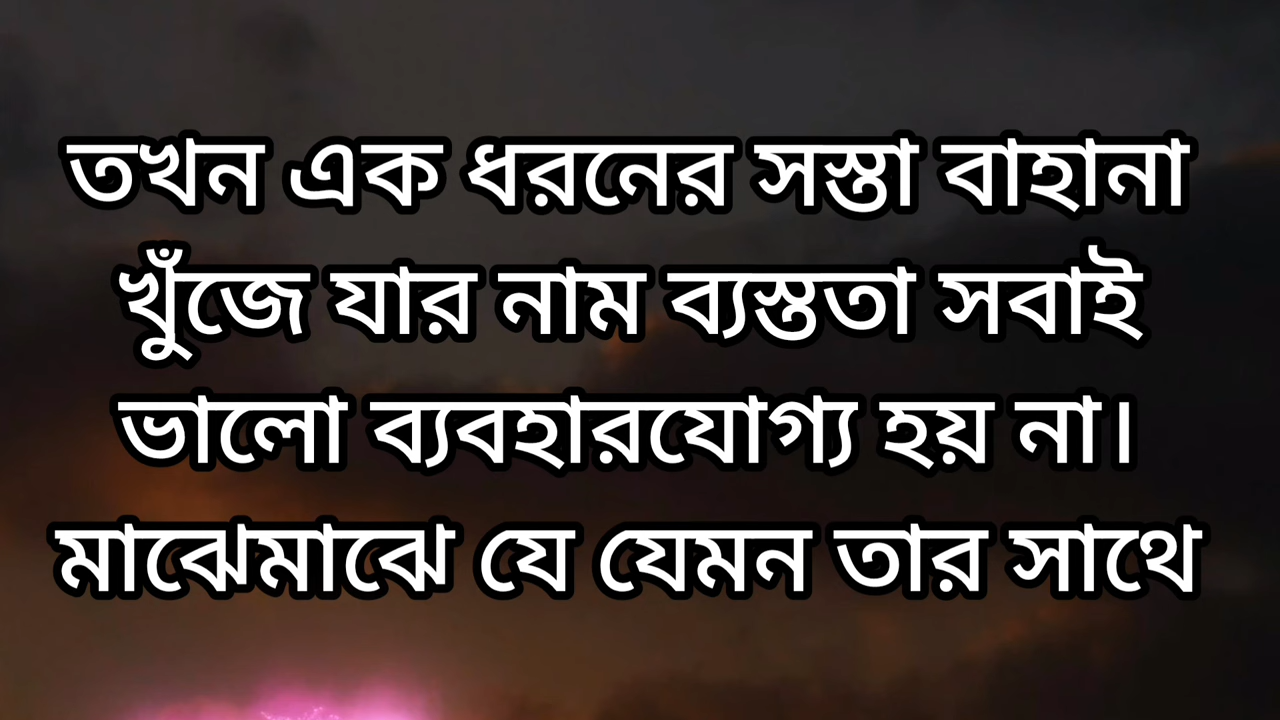 তখন এক ধরনের সস্তা বাহানা
খুঁজে যার নাম ব্যস্ততা সবাই
ভালো ব্যবহারযোগ্য হয় না।
মাঝেমাঝে যে যেমন তার সাথে